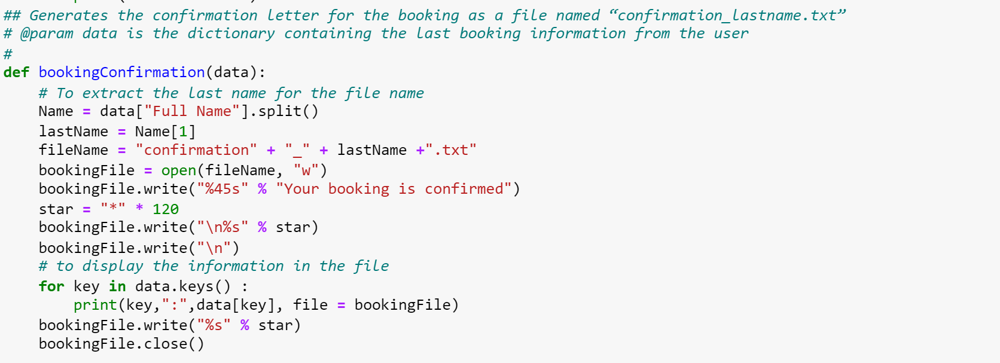 ## Generates the confirmation letter for the booking as a file named “confirmation_lastname.txt”
# @param data is the dictionary containing the last booking information from the user
#
def bookingConfirmation(data):
    # To extract the last name for the file name
    Name = data["Full Name"].split()
    lastName = Name[1]
    fileName = "confirmation" + "_" + lastName +".txt"
    bookingFile = open(fileName, "w")
    bookingFile.write("%45s" % "Your booking is confirmed")
    star = "*" * 120
    bookingFile.write("\n%s" % star)
    bookingFile.write("\n")
    # to display the information in the file
    for key in data.keys() :
        print(key,":",data[key], file = bookingFile)
    bookingFile.write("%s" % star)
    bookingFile.close()